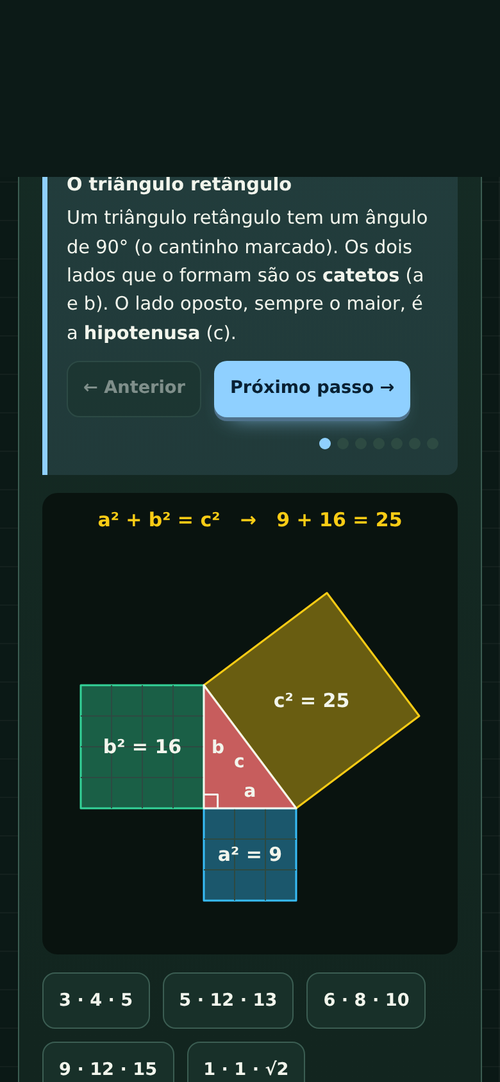 O triângulo retângulo
Um triângulo retângulo tem um ângulo
de 90° (o cantinho marcado). Os dois
lados que o formam são os catetos (a
e b). O lado oposto, sempre o maior, é
a hipotenusa (c).
← Anterior
Próximo passo →
a² + b² = c² → 9 + 16 = 25
c² = 25
b² = 16
b
c
a
a² = 9
3 · 4 · 5
5 · 12 · 13
6 · 8 · 10
9 · 12 · 15
1 · 1 · √2